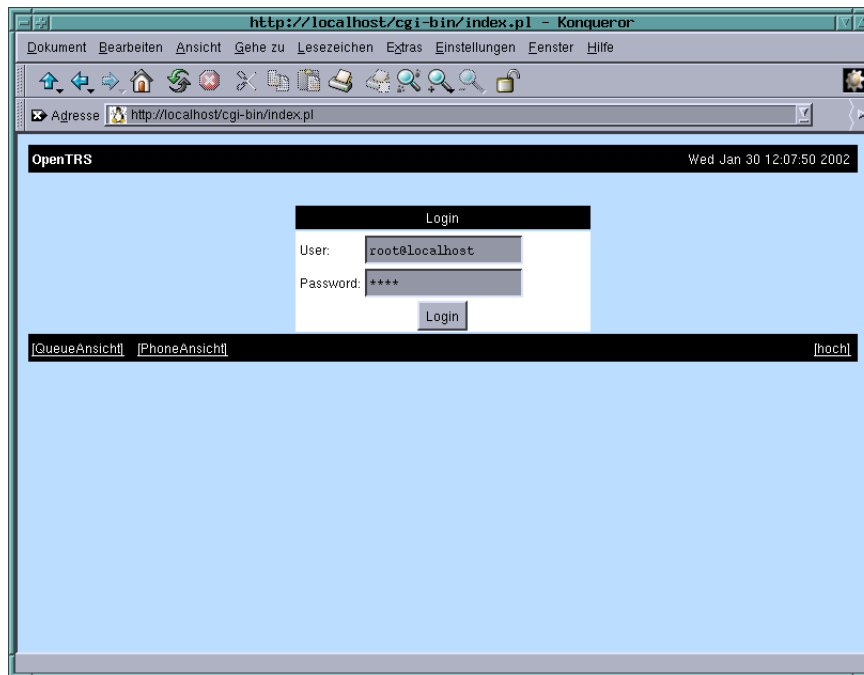 http://localhost/cgi-bin/index.pl - Konqueror
Dokument Bearbeiten Ansicht Gehe zu Lesezeichen Extras Einstellungen Fenster Hilfe
Adresse http://localhost/cgi-bin/index.pl
OpenTRS Wed Jan 30 12:07:50 2002
Login
User: root@localhost
Password: ****
Login
[QueueAnsicht] [PhoneAnsicht] [hoch]